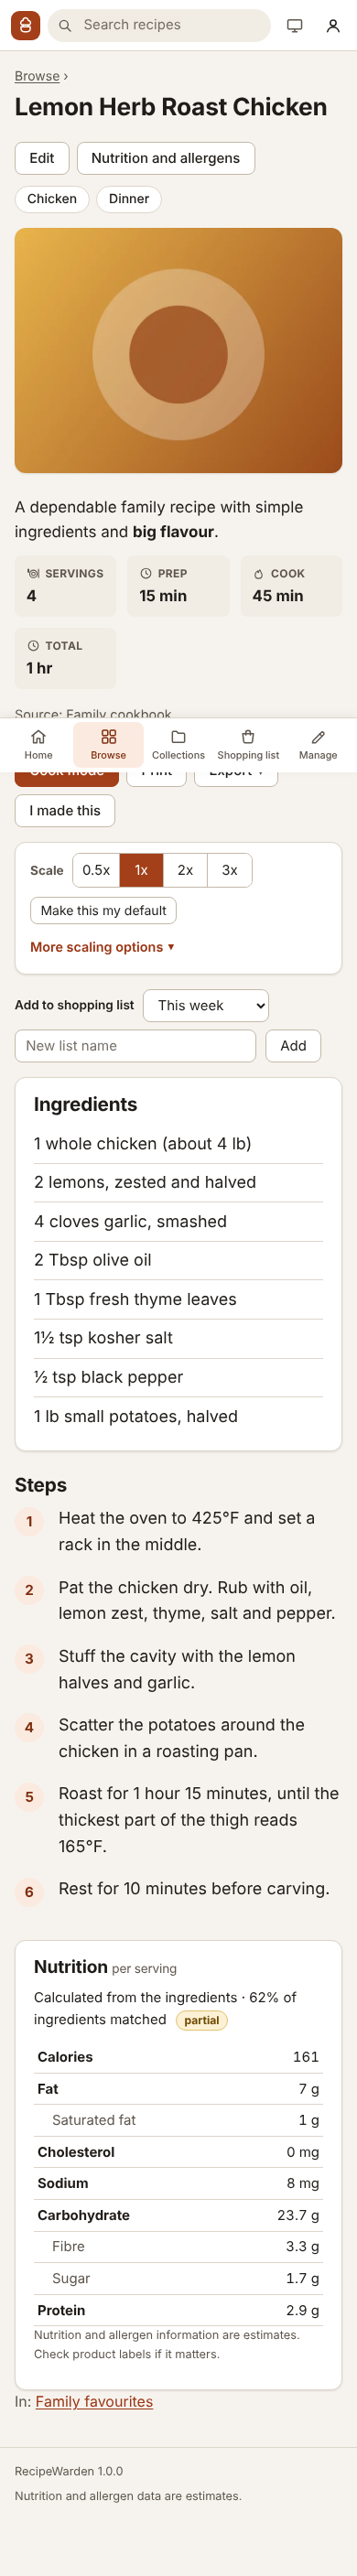 Search recipes
Browse ›
Lemon Herb Roast Chicken
Edit
Nutrition and allergens
Chicken
Dinner
A dependable family recipe with simple
ingredients and big flavour.
SERVINGS
4
PREP
15 min
COOK
45 min
TOTAL
1 hr
Source: Family cookbook
Home
Browse
Collections
Shopping list
Manage
Cook mode
Print
Export
I made this
Scale
0.5x
1x
2x
3x
Make this my default
More scaling options ▾
Add to shopping list
This week
New list name
Add
Ingredients
1 whole chicken (about 4 lb)
2 lemons, zested and halved
4 cloves garlic, smashed
2 Tbsp olive oil
1 Tbsp fresh thyme leaves
1½ tsp kosher salt
½ tsp black pepper
1 lb small potatoes, halved
Steps
1 Heat the oven to 425°F and set a
rack in the middle.
2 Pat the chicken dry. Rub with oil,
lemon zest, thyme, salt and pepper.
3 Stuff the cavity with the lemon
halves and garlic.
4 Scatter the potatoes around the
chicken in a roasting pan.
5 Roast for 1 hour 15 minutes, until the
thickest part of the thigh reads
165°F.
6 Rest for 10 minutes before carving.
Nutrition per serving
Calculated from the ingredients · 62% of
ingredients matched partial
Calories 161
Fat 7 g
Saturated fat 1 g
Cholesterol 0 mg
Sodium 8 mg
Carbohydrate 23.7 g
Fibre 3.3 g
Sugar 1.7 g
Protein 2.9 g
Nutrition and allergen information are estimates.
Check product labels if it matters.
In: Family favourites
RecipeWarden 1.0.0
Nutrition and allergen data are estimates.